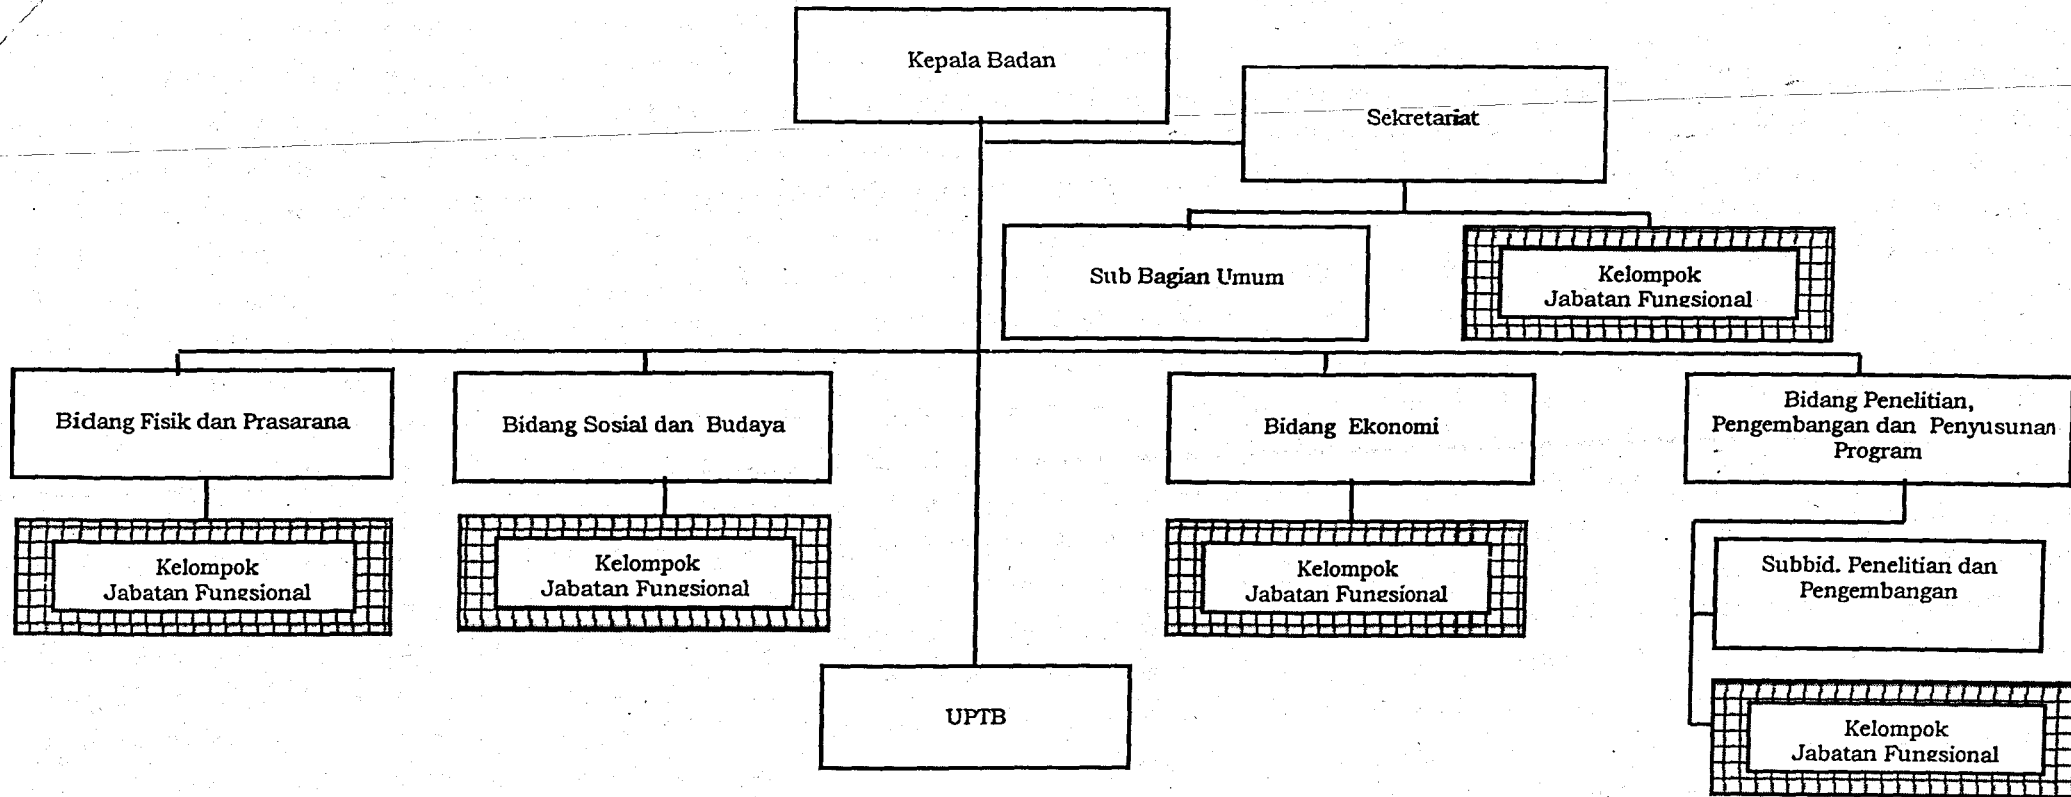 Kepala Badan
Sekretariat
Sub Bagian Umum
Kelompok
Jabatan Fungsional
Bidang Fisik dan Prasarana
Bidang Sosial dan Budaya
Bidang Ekonomi
Bidang Penelitian,
Pengembangan dan Penyusunan
Program
Kelompok
Jabatan Fungsional
Kelompok
Jabatan Fungsional
Kelompok
Jabatan Fungsional
Subbid. Penelitian dan
Pengembangan
UPTB
Kelompok
Jabatan Fungsional